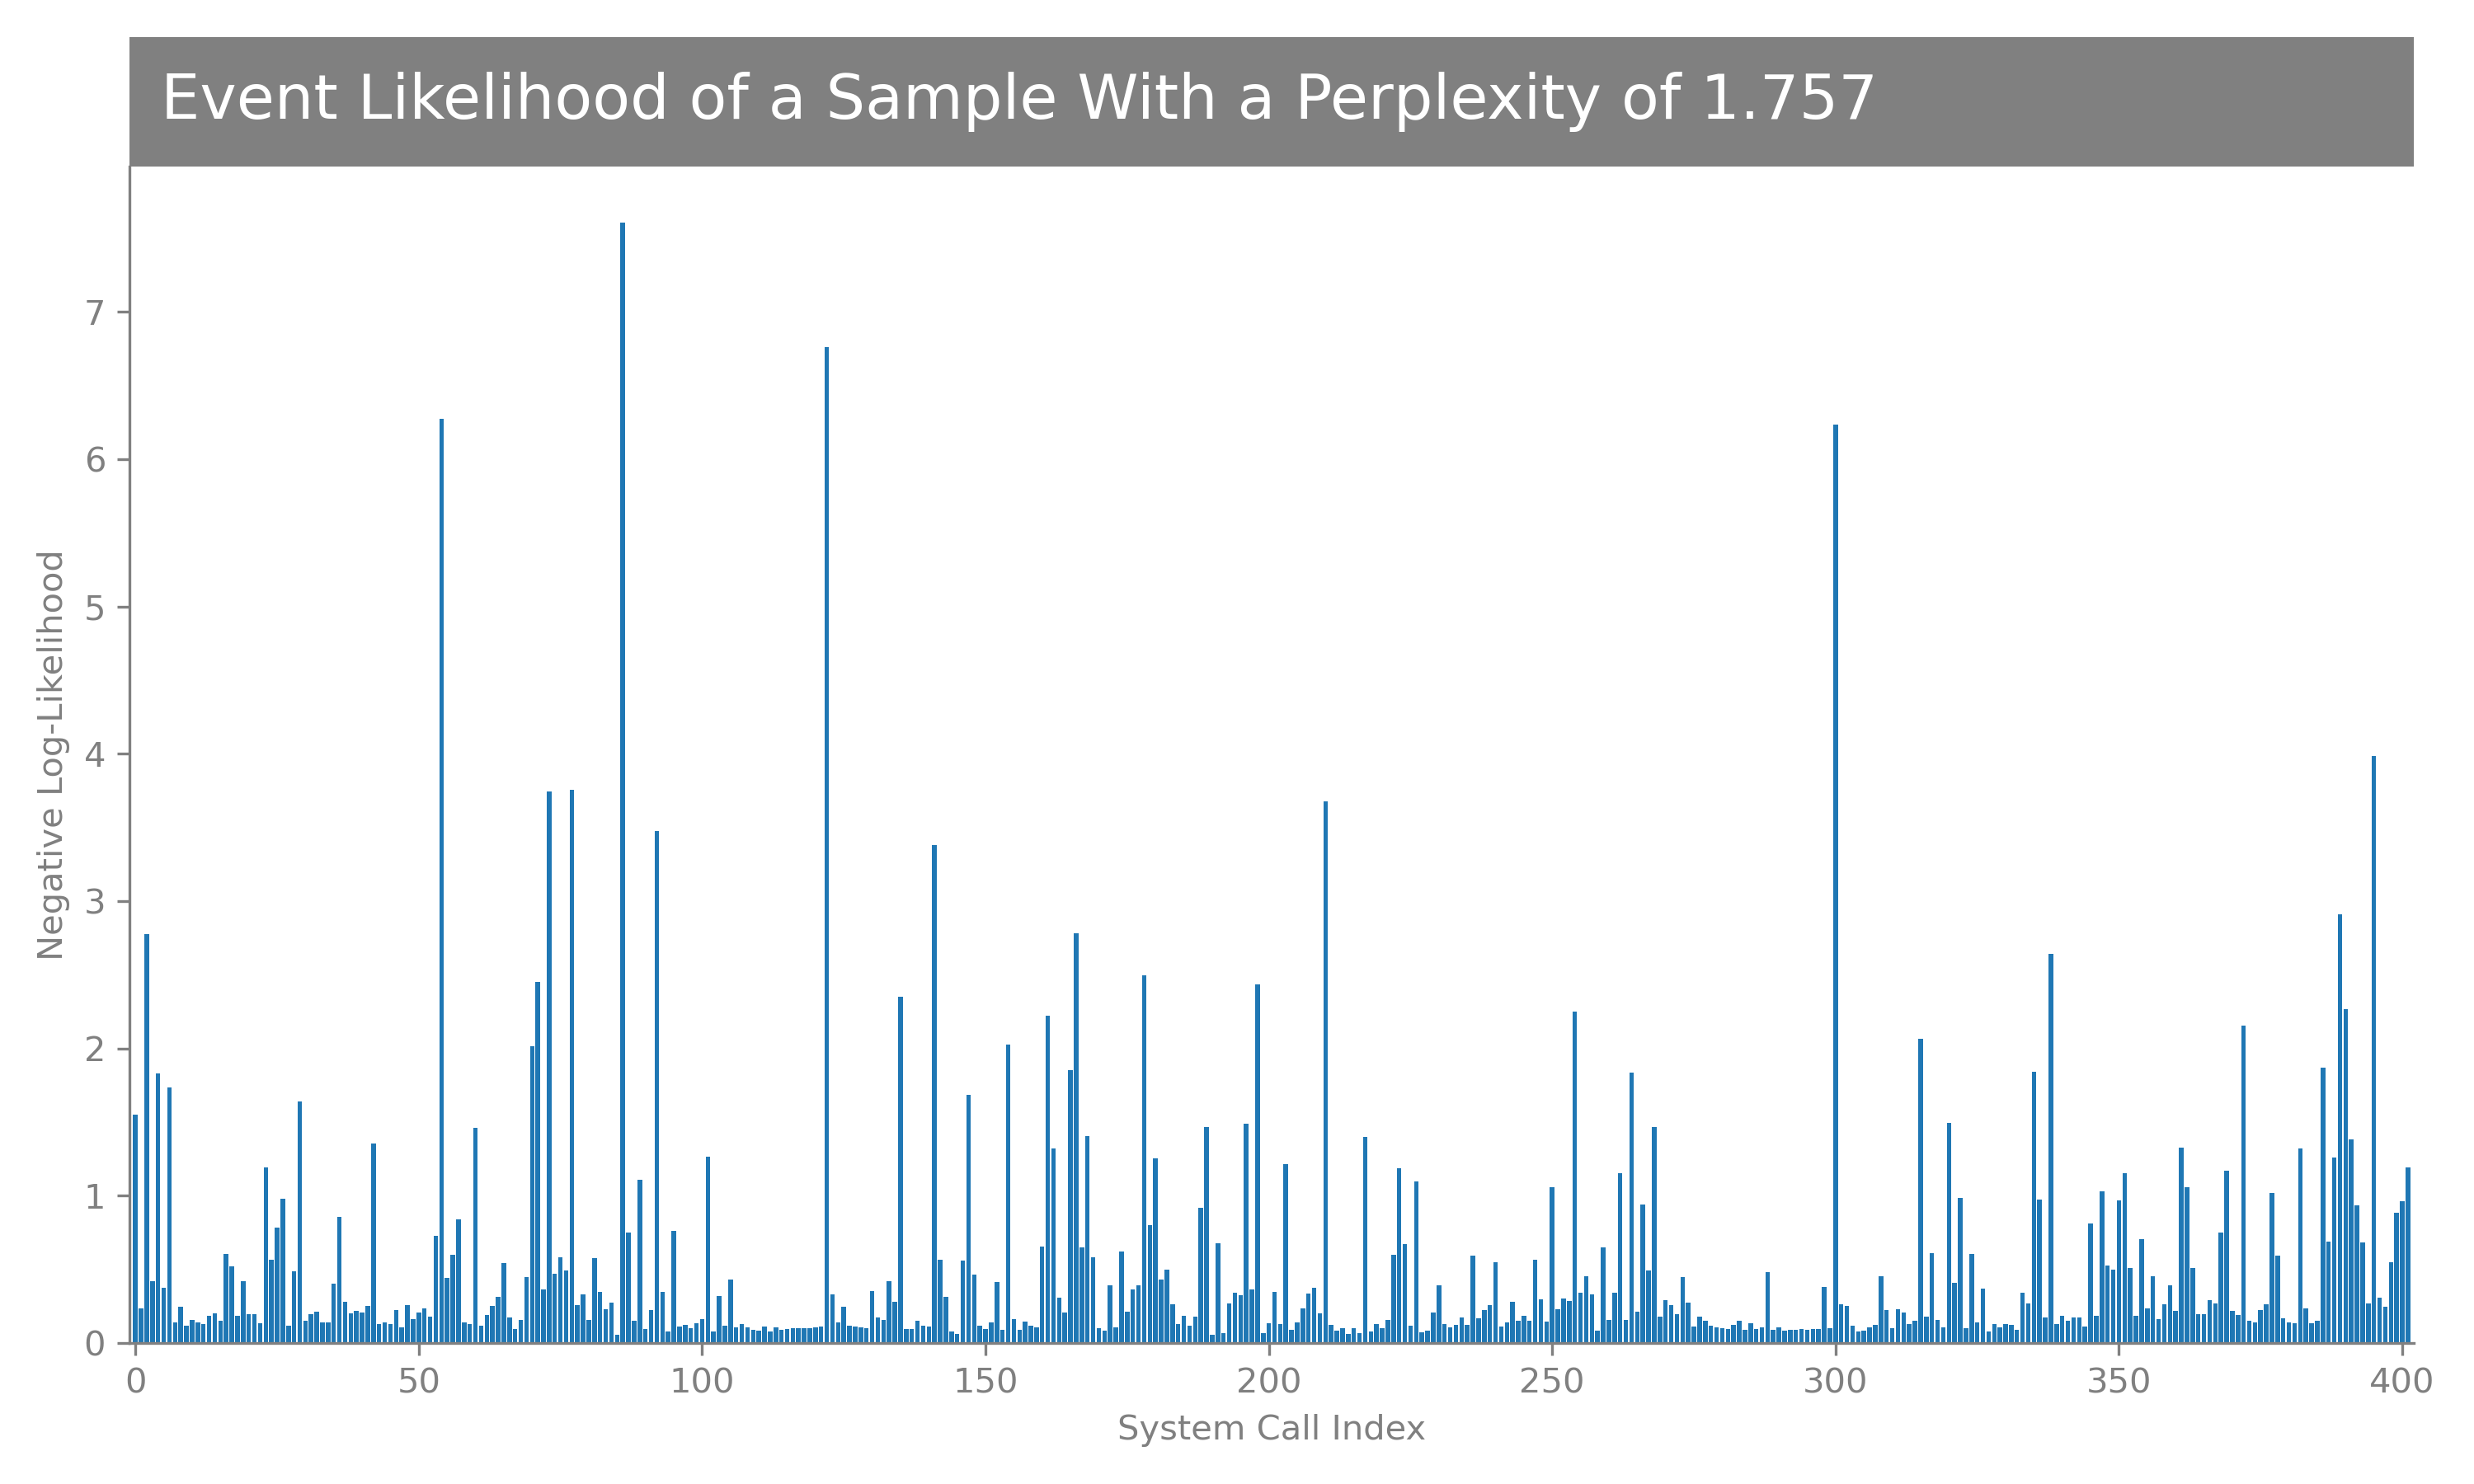 Event Likelihood of a Sample With a Perplexity of 1.757
Negative Log-Likelihood
7
6
5
4
3
2
1
0
0 50 100 150 200 250 300 350 400
System Call Index